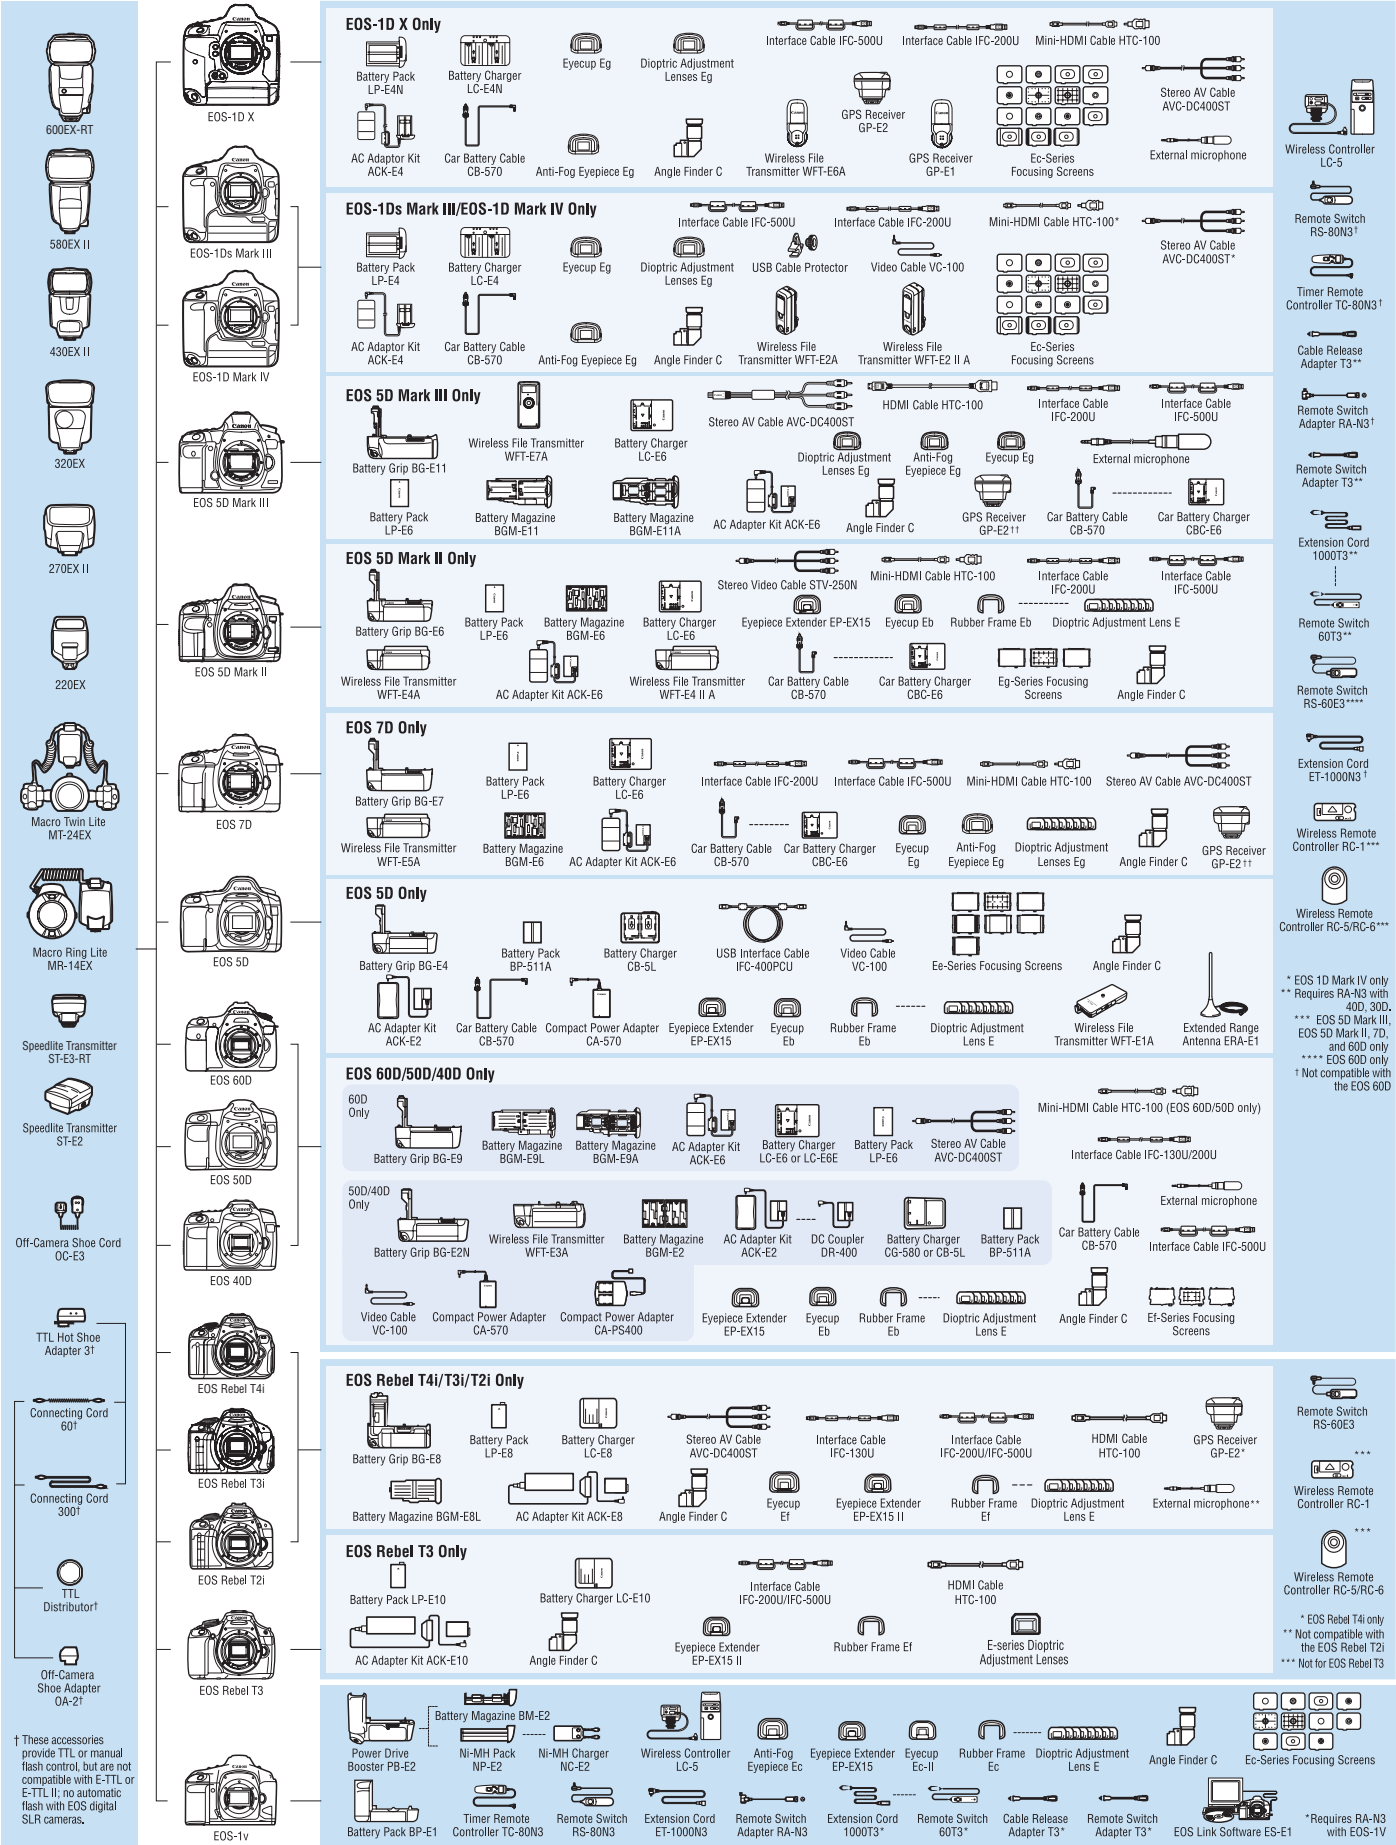 600EX-RT
580EX II
430EX II
320EX
270EX II
220EX
Macro Twin Lite
MT-24EX
Macro Ring Lite
MR-14EX
Speedlite Transmitter
ST-E3-RT
Speedlite Transmitter
ST-E2
Off-Camera Shoe Cord
OC-E3
TTL Hot Shoe
Adapter 3†
Connecting Cord
60†
Connecting Cord
300†
TTL
Distributor†
Off-Camera
Shoe Adapter
OA-2†
† These accessories
provide TTL or manual
flash control, but are not
compatible with E-TTL or
E-TTL II; no automatic
flash with EOS digital
SLR cameras.
EOS-1D X
EOS-1Ds Mark III
EOS-1D Mark IV
EOS 5D Mark III
EOS 5D Mark II
EOS 7D
EOS 5D
EOS 60D
EOS 50D
EOS 40D
EOS Rebel T4i
EOS Rebel T3i
EOS Rebel T2i
EOS Rebel T3
EOS-1v
EOS-1D X Only
Interface Cable IFC-500U
Interface Cable IFC-200U
Mini-HDMI Cable HTC-100
Battery Pack
LP-E4N
Battery Charger
LC-E4N
Eyecup Eg
Dioptric Adjustment
Lenses Eg
Stereo AV Cable
AVC-DC400ST
GPS Receiver
GP-E2
AC Adaptor Kit
ACK-E4
Car Battery Cable
CB-570
Anti-Fog Eyepiece Eg
Angle Finder C
Wireless File
Transmitter WFT-E6A
GPS Receiver
GP-E1
Ec-Series
Focusing Screens
External microphone
EOS-1Ds Mark III/EOS-1D Mark IV Only
Interface Cable IFC-500U
Interface Cable IFC-200U
Mini-HDMI Cable HTC-100*
Stereo AV Cable
AVC-DC400ST*
Battery Pack
LP-E4
Battery Charger
LC-E4
Eyecup Eg
Dioptric Adjustment
Lenses Eg
USB Cable Protector
Video Cable VC-100
AC Adaptor Kit
ACK-E4
Car Battery Cable
CB-570
Anti-Fog Eyepiece Eg
Angle Finder C
Wireless File
Transmitter WFT-E2A
Wireless File
Transmitter WFT-E2 II A
Ec-Series
Focusing Screens
EOS 5D Mark III Only
Battery Grip BG-E11
Wireless File Transmitter
WFT-E7A
Battery Charger
LC-E6
Stereo AV Cable AVC-DC400ST
HDMI Cable HTC-100
Interface Cable
IFC-200U
Interface Cable
IFC-500U
Dioptric Adjustment
Lenses Eg
Anti-Fog
Eyepiece Eg
Eyecup Eg
External microphone
Battery Pack
LP-E6
Battery Magazine
BGM-E11
Battery Magazine
BGM-E11A
AC Adapter Kit ACK-E6
Angle Finder C
GPS Receiver
GP-E2††
Car Battery Cable
CB-570
Car Battery Charger
CBC-E6
EOS 5D Mark II Only
Stereo Video Cable STV-250N
Mini-HDMI Cable HTC-100
Interface Cable
IFC-200U
Interface Cable
IFC-500U
Battery Grip BG-E6
Battery Pack
LP-E6
Battery Magazine
BGM-E6
Battery Charger
LC-E6
Eyepiece Extender EP-EX15
Eyecup Eb
Rubber Frame Eb
Dioptric Adjustment Lens E
Wireless File Transmitter
WFT-E4A
AC Adapter Kit ACK-E6
Wireless File Transmitter
WFT-E4 II A
Car Battery Cable
CB-570
Car Battery Charger
CBC-E6
Eg-Series Focusing
Screens
Angle Finder C
EOS 7D Only
Battery Grip BG-E7
Battery Pack
LP-E6
Battery Charger
LC-E6
Interface Cable IFC-200U
Interface Cable IFC-500U
Mini-HDMI Cable HTC-100
Stereo AV Cable AVC-DC400ST
Wireless File Transmitter
WFT-E5A
Battery Magazine
BGM-E6
AC Adapter Kit ACK-E6
Car Battery Cable
CB-570
Car Battery Charger
CBC-E6
Eyecup
Eg
Anti-Fog
Eyepiece Eg
Dioptric Adjustment
Lenses Eg
Angle Finder C
GPS Receiver
GP-E2††
EOS 5D Only
Battery Grip BG-E4
Battery Pack
BP-511A
Battery Charger
CB-5L
USB Interface Cable
IFC-400PCU
Video Cable
VC-100
Ee-Series Focusing Screens
Angle Finder C
AC Adapter Kit
ACK-E2
Car Battery Cable
CB-570
Compact Power Adapter
CA-570
Eyepiece Extender
EP-EX15
Eyecup
Eb
Rubber Frame
Eb
Dioptric Adjustment
Lens E
Wireless File
Transmitter WFT-E1A
Extended Range
Antenna ERA-E1
EOS 60D/50D/40D Only
60D
Only
Battery Grip BG-E9
Battery Magazine
BGM-E9L
Battery Magazine
BGM-E9A
AC Adapter Kit
ACK-E6
Battery Charger
LC-E6 or LC-E6E
Battery Pack
LP-E6
Stereo AV Cable
AVC-DC400ST
Mini-HDMI Cable HTC-100 (EOS 60D/50D only)
Interface Cable IFC-130U/200U
50D/40D
Only
Battery Grip BG-E2N
Wireless File Transmitter
WFT-E3A
Battery Magazine
BGM-E2
AC Adapter Kit
ACK-E2
DC Coupler
DR-400
Battery Charger
CG-580 or CB-5L
Battery Pack
BP-511A
Car Battery Cable
CB-570
External microphone
Interface Cable IFC-500U
Video Cable
VC-100
Compact Power Adapter
CA-570
Compact Power Adapter
CA-PS400
Eyepiece Extender
EP-EX15
Eyecup
Eb
Rubber Frame
Eb
Dioptric Adjustment
Lens E
Angle Finder C
Ef-Series Focusing
Screens
EOS Rebel T4i/T3i/T2i Only
Battery Grip BG-E8
Battery Pack
LP-E8
Battery Charger
LC-E8
Stereo AV Cable
AVC-DC400ST
Interface Cable
IFC-130U
Interface Cable
IFC-200U/IFC-500U
HDMI Cable
HTC-100
GPS Receiver
GP-E2*
Battery Magazine BGM-E8L
AC Adapter Kit ACK-E8
Angle Finder C
Eyecup
Ef
Eyepiece Extender
EP-EX15 II
Rubber Frame
Ef
Dioptric Adjustment
Lens E
External microphone**
EOS Rebel T3 Only
Battery Pack LP-E10
Battery Charger LC-E10
Interface Cable
IFC-200U/IFC-500U
HDMI Cable
HTC-100
AC Adapter Kit ACK-E10
Angle Finder C
Eyepiece Extender
EP-EX15 II
Rubber Frame Ef
E-series Dioptric
Adjustment Lenses
Power Drive
Booster PB-E2
Battery Magazine BM-E2
Ni-MH Pack
NP-E2
Ni-MH Charger
NC-E2
Wireless Controller
LC-5
Anti-Fog
Eyepiece Ec
Eyepiece Extender
EP-EX15
Eyecup
Ec-II
Rubber Frame
Ec
Dioptric Adjustment
Lens E
Angle Finder C
Ec-Series Focusing Screens
Battery Pack BP-E1
Timer Remote
Controller TC-80N3
Remote Switch
RS-80N3
Extension Cord
ET-1000N3
Remote Switch
Adapter RA-N3
Extension Cord
1000T3*
Remote Switch
60T3*
Cable Release
Adapter T3*
Remote Switch
Adapter T3*
EOS Link Software ES-E1
*Requires RA-N3
with EOS-1V
Wireless Controller
LC-5
Remote Switch
RS-80N3†
Timer Remote
Controller TC-80N3†
Cable Release
Adapter T3**
Remote Switch
Adapter RA-N3†
Remote Switch
Adapter T3**
Extension Cord
1000T3**
Remote Switch
60T3**
Remote Switch
RS-60E3****
Extension Cord
ET-1000N3†
Wireless Remote
Controller RC-1***
Wireless Remote
Controller RC-5/RC-6***
* EOS 1D Mark IV only
** Requires RA-N3 with
40D, 30D.
*** EOS 5D Mark III,
EOS 5D Mark II, 7D,
and 60D only
**** EOS 60D only
† Not compatible with
the EOS 60D
Remote Switch
RS-60E3
***
Wireless Remote
Controller RC-1
***
Wireless Remote
Controller RC-5/RC-6
* EOS Rebel T4i only
** Not compatible with
the EOS Rebel T2i
*** Not for EOS Rebel T3